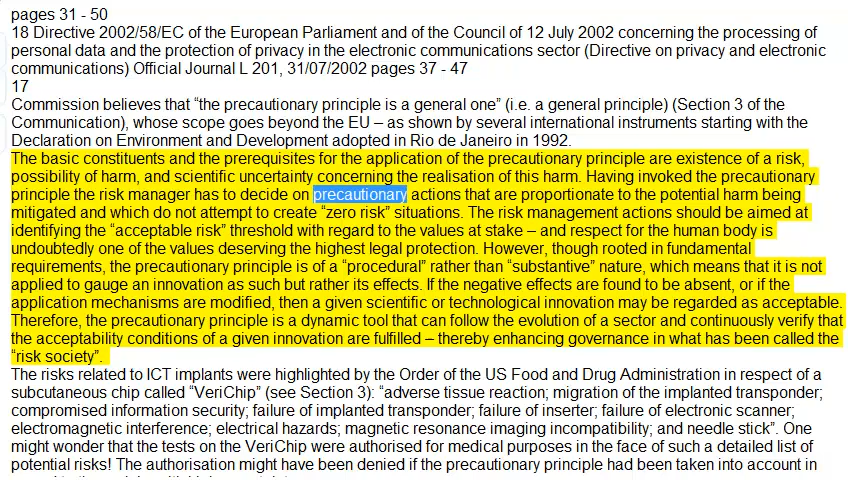 pages 31 - 50
18 Directive 2002/58/EC of the European Parliament and of the Council of 12 July 2002 concerning the processing of
personal data and the protection of privacy in the electronic communications sector (Directive on privacy and electronic
communications) Official Journal L 201, 31/07/2002 pages 37 - 47
17
Commission believes that “the precautionary principle is a general one” (i.e. a general principle) (Section 3 of the
Communication), whose scope goes beyond the EU – as shown by several international instruments starting with the
Declaration on Environment and Development adopted in Rio de Janeiro in 1992.
The basic constituents and the prerequisites for the application of the precautionary principle are existence of a risk,
possibility of harm, and scientific uncertainty concerning the realisation of this harm. Having invoked the precautionary
principle the risk manager has to decide on precautionary actions that are proportionate to the potential harm being
mitigated and which do not attempt to create “zero risk” situations. The risk management actions should be aimed at
identifying the “acceptable risk” threshold with regard to the values at stake – and respect for the human body is
undoubtedly one of the values deserving the highest legal protection. However, though rooted in fundamental
requirements, the precautionary principle is of a “procedural” rather than “substantive” nature, which means that it is not
applied to gauge an innovation as such but rather its effects. If the negative effects are found to be absent, or if the
application mechanisms are modified, then a given scientific or technological innovation may be regarded as acceptable.
Therefore, the precautionary principle is a dynamic tool that can follow the evolution of a sector and continuously verify that
the acceptability conditions of a given innovation are fulfilled – thereby enhancing governance in what has been called the
“risk society”.
The risks related to ICT implants were highlighted by the Order of the US Food and Drug Administration in respect of a
subcutaneous chip called “VeriChip” (see Section 3): “adverse tissue reaction; migration of the implanted transponder;
compromised information security; failure of implanted transponder; failure of inserter; failure of electronic scanner;
electromagnetic interference; electrical hazards; magnetic resonance imaging incompatibility; and needle stick”. One
might wonder that the tests on the VeriChip were authorised for medical purposes in the face of such a detailed list of
potential risks! The authorisation might have been denied if the precautionary principle had been taken into account in